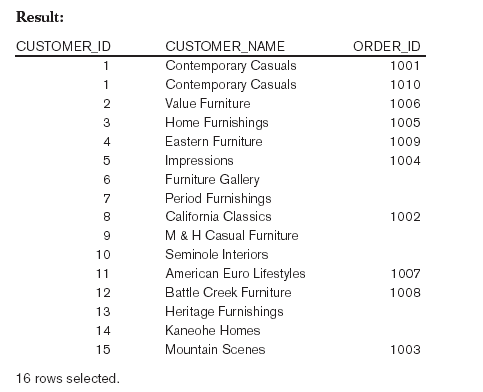 Result:
CUSTOMER_ID CUSTOMER_NAME ORDER_ID
1 Contemporary Casuals 1001
1 Contemporary Casuals 1010
2 Value Furniture 1006
3 Home Furnishings 1005
4 Eastern Furniture 1009
5 Impressions 1004
6 Furniture Gallery
7 Period Furnishings
8 California Classics 1002
9 M & H Casual Furniture
10 Seminole Interiors
11 American Euro Lifestyles 1007
12 Battle Creek Furniture 1008
13 Heritage Furnishings
14 Kaneohe Homes
15 Mountain Scenes 1003
16 rows selected.